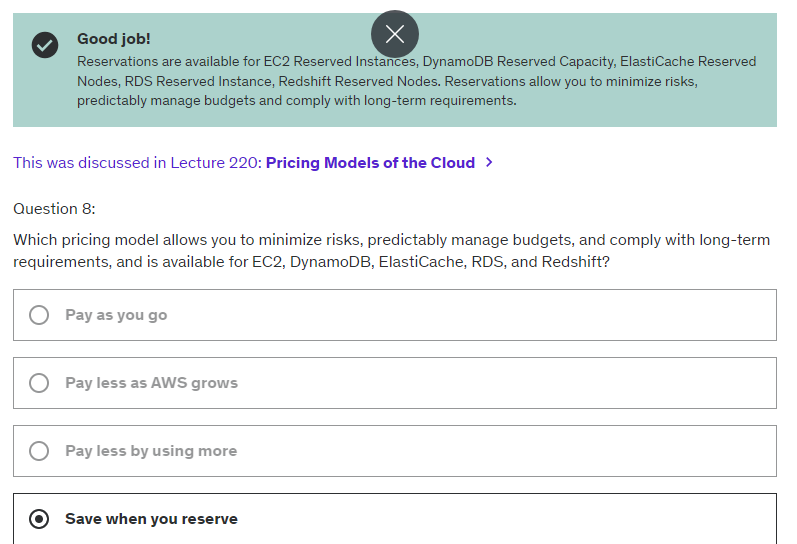 Good job!
Reservations are available for EC2 Reserved Instances, DynamoDB Reserved Capacity, ElastiCache Reserved
Nodes, RDS Reserved Instance, Redshift Reserved Nodes. Reservations allow you to minimize risks,
predictably manage budgets and comply with long-term requirements.
This was discussed in Lecture 220: Pricing Models of the Cloud >
Question 8:
Which pricing model allows you to minimize risks, predictably manage budgets, and comply with long-term
requirements, and is available for EC2, DynamoDB, ElastiCache, RDS, and Redshift?
Pay as you go
Pay less as AWS grows
Pay less by using more
Save when you reserve